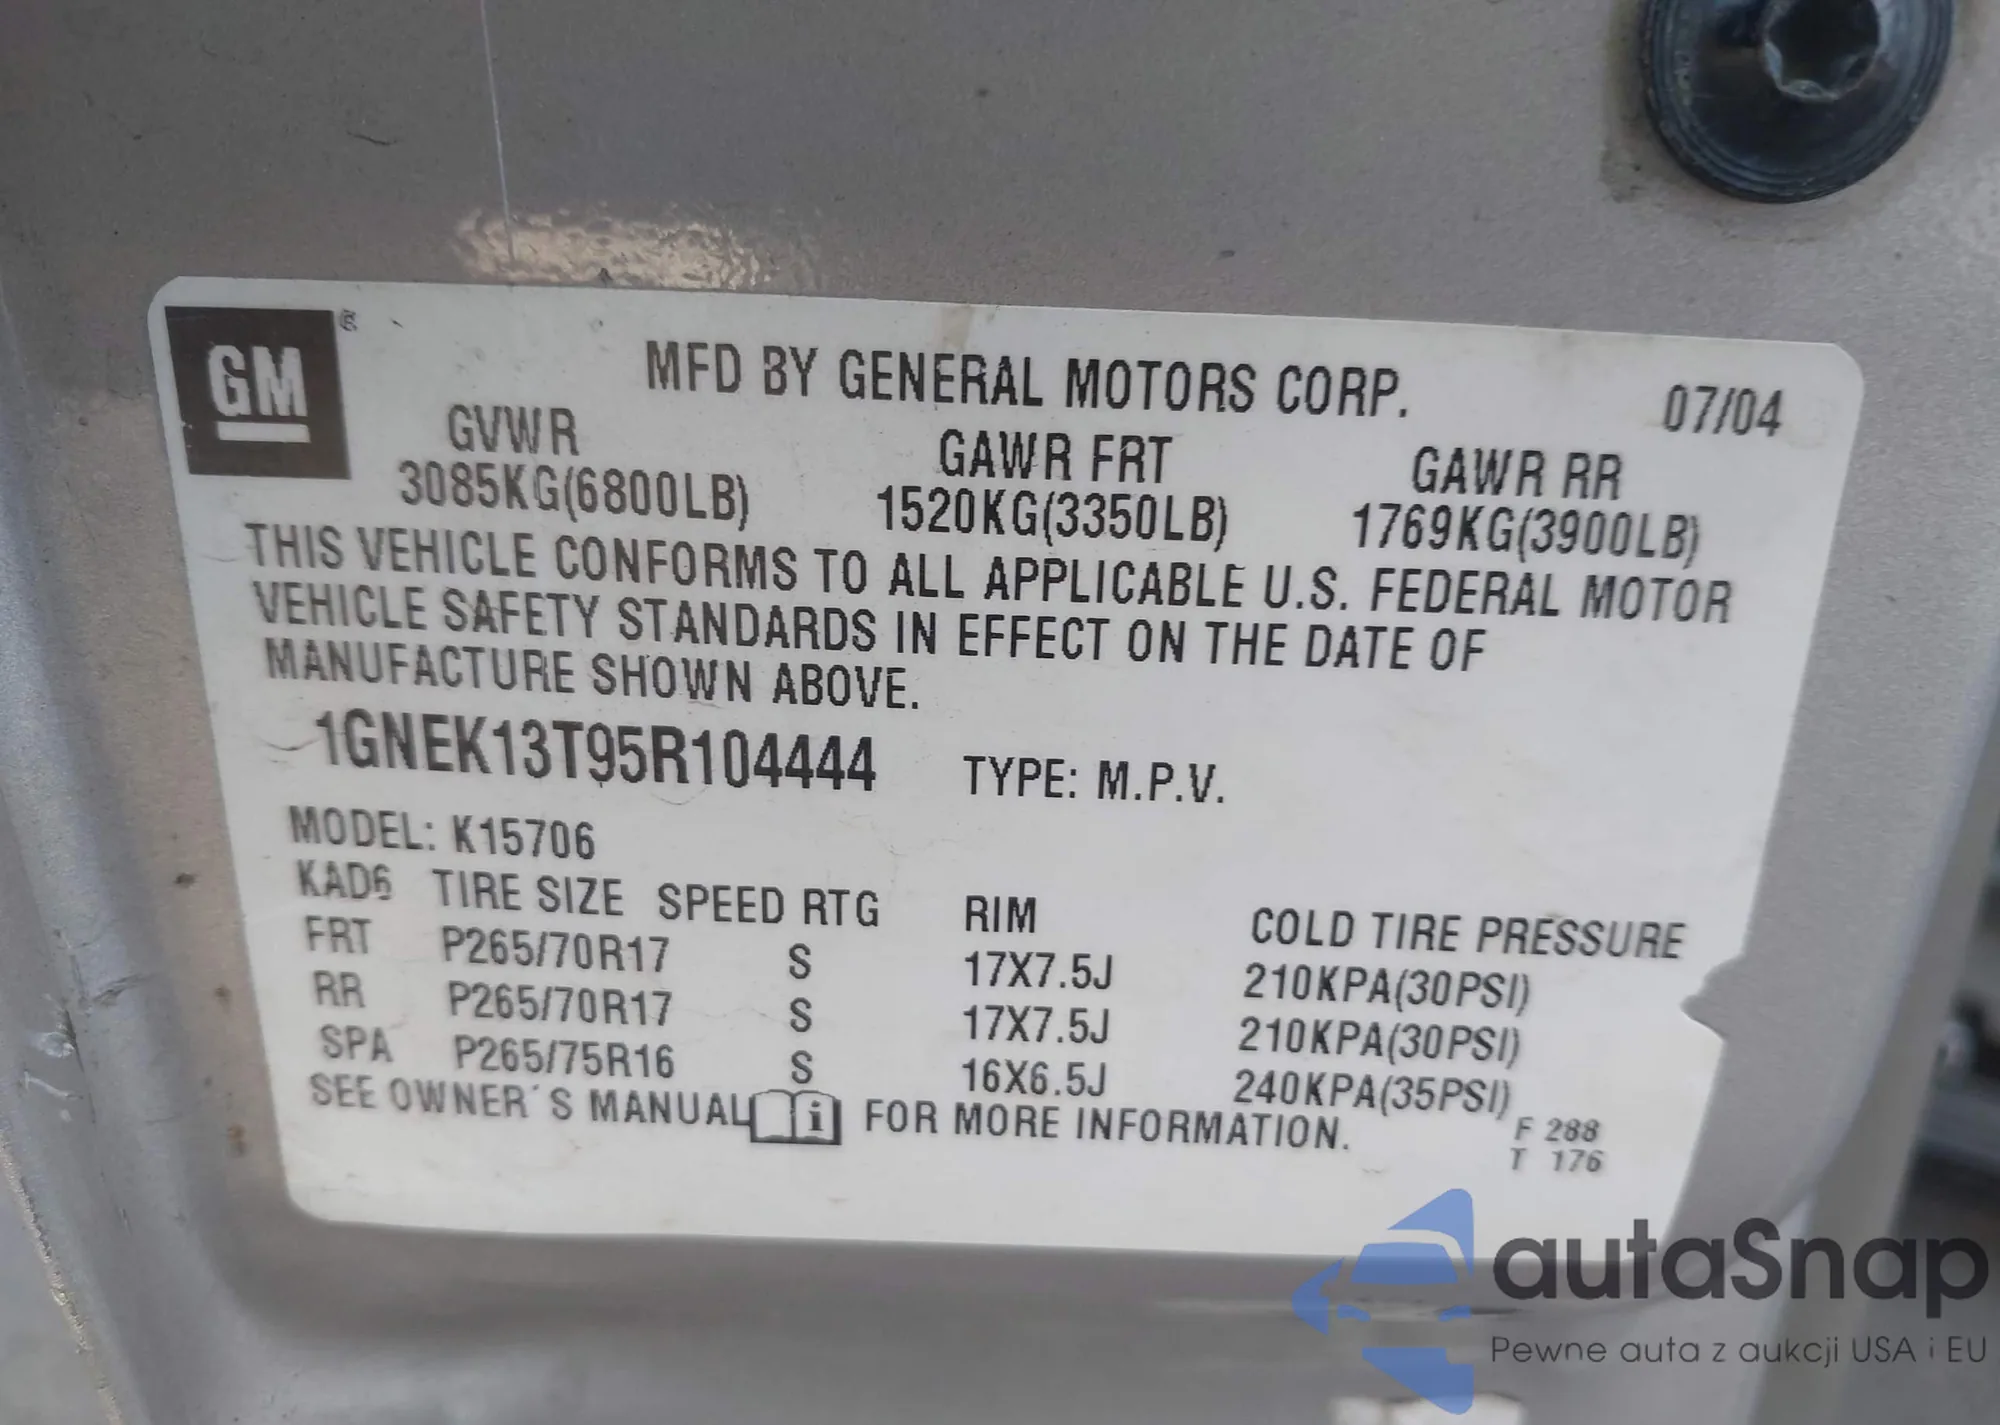 GM
MFD BY GENERAL MOTORS CORP. 07/04
GVWR GAWR FRT GAWR RR
3085KG(6800LB) 1520KG(3350LB) 1769KG(3900LB)
THIS VEHICLE CONFORMS TO ALL APPLICABLE U.S. FEDERAL MOTOR
VEHICLE SAFETY STANDARDS IN EFFECT ON THE DATE OF
MANUFACTURE SHOWN ABOVE.
1GNEK13T95R104444 TYPE: M.P.V.
MODEL: K15706
KAD6 TIRE SIZE SPEED RTG RIM COLD TIRE PRESSURE
FRT P265/70R17 S 17X7.5J 210KPA(30PSI)
RR P265/70R17 S 17X7.5J 210KPA(30PSI)
SPA P265/75R16 S 16X6.5J 240KPA(35PSI)
SEE OWNER´S MANUAL i FOR MORE INFORMATION.
F 288
T 176
autaSnap
Pewne auta z aukcji USA i EU